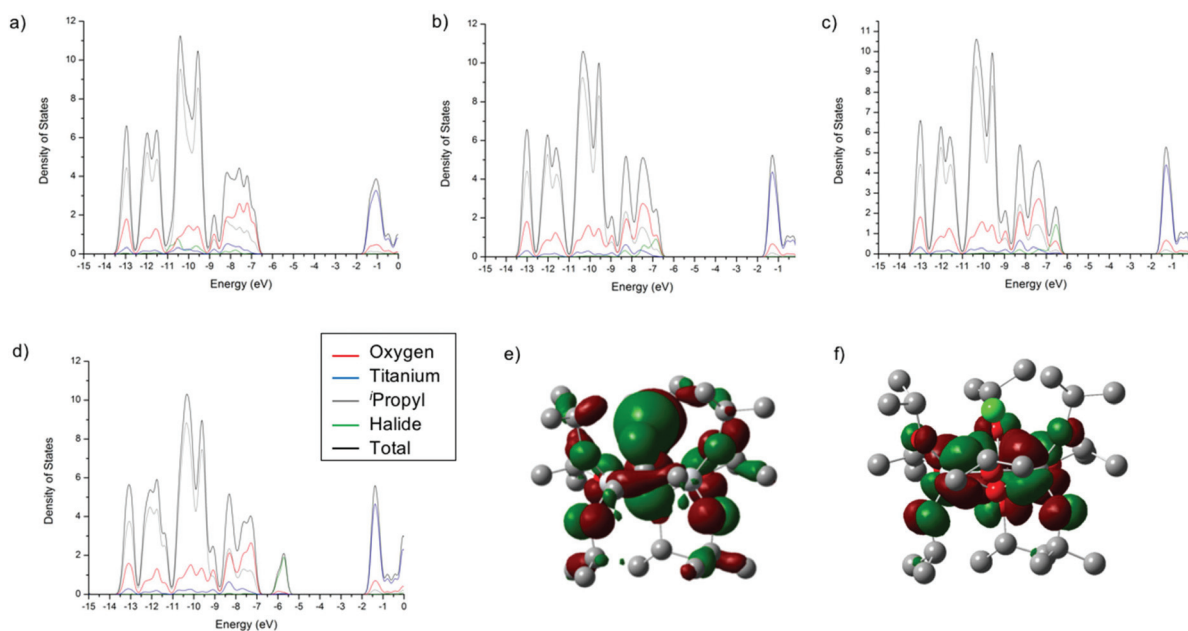 a)
12
10
8
6
4
2
0
Density of States
-15 -14 -13 -12 -11 -10 -9 -8 -7 -6 -5 -4 -3 -2 -1 0
Energy (eV)
b)
12
10
8
6
4
2
0
Density of States
-15 -14 -13 -12 -11 -10 -9 -8 -7 -6 -5 -4 -3 -2 -1
Energy (eV)
c)
11
10
9
8
7
6
5
4
3
2
1
0
Desnity of States
-15 -14 -13 -12 -11 -10 -9 -8 -7 -6 -5 -4 -3 -2 -1
Energy (eV)
d)
12
10
8
6
4
2
0
Density of States
-15 -14 -13 -12 -11 -10 -9 -8 -7 -6 -5 -4 -3 -2 -1 0
Energy (eV)
Oxygen
Titanium
iPropyl
Halide
Total
e)
f)